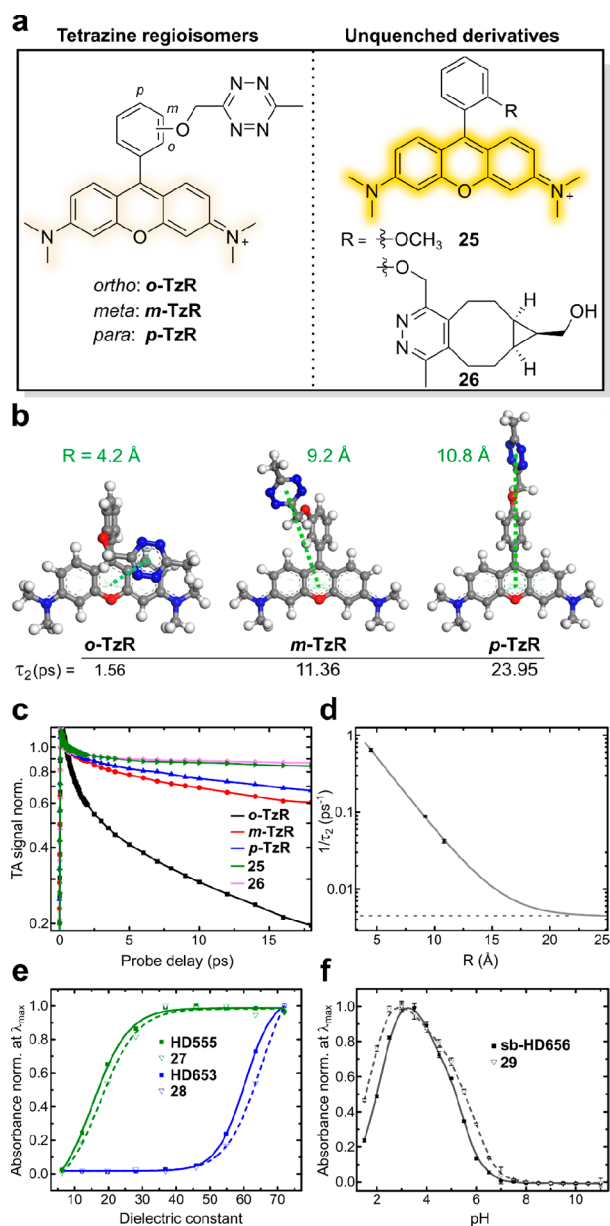 a
Tetrazine regioisomers
Unquenched derivatives
p
m
o
O
N N
N N
N
O
N
+
ortho: o-TzR
meta: m-TzR
para: p-TzR
R
N
O
N
+
R = OCH3 25
O
N
N
H
H
OH
26
b
R = 4.2 Å
9.2 Å
10.8 Å
o-TzR
m-TzR
p-TzR
τ2(ps) = 1.56
11.36
23.95
c
TA signal norm.
1.0
0.8
0.6
0.4
0.2
o-TzR
m-TzR
p-TzR
25
26
0 5 10 15
Probe delay (ps)
d
1/τ2 (ps-1)
1
0.1
0.01
5 10 15 20 25
R (Å)
e
Absorbance norm. at λmax
1.0
0.8
0.6
0.4
0.2
0.0
HD555
27
HD653
28
10 20 30 40 50 60 70
Dielectric constant
f
Absorbance norm. at λmax
1.0
0.8
0.6
0.4
0.2
0.0
sb-HD656
29
2 4 6 8 10
pH